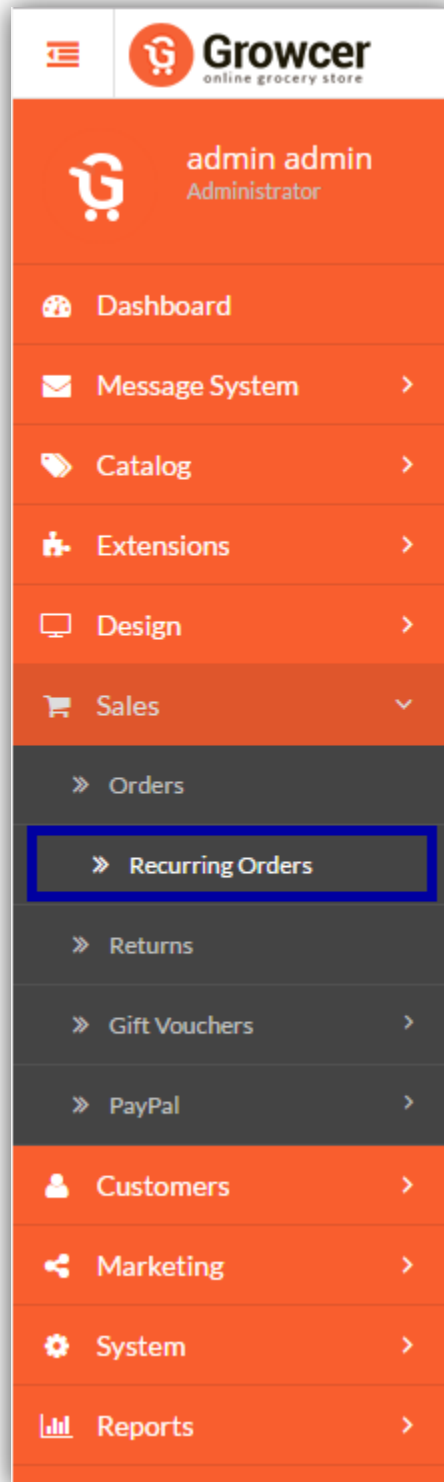 Growcer
online grocery store
admin admin
Administrator
Dashboard
Message System
Catalog
Extensions
Design
Sales
Orders
Recurring Orders
Returns
Gift Vouchers
PayPal
Customers
Marketing
System
Reports